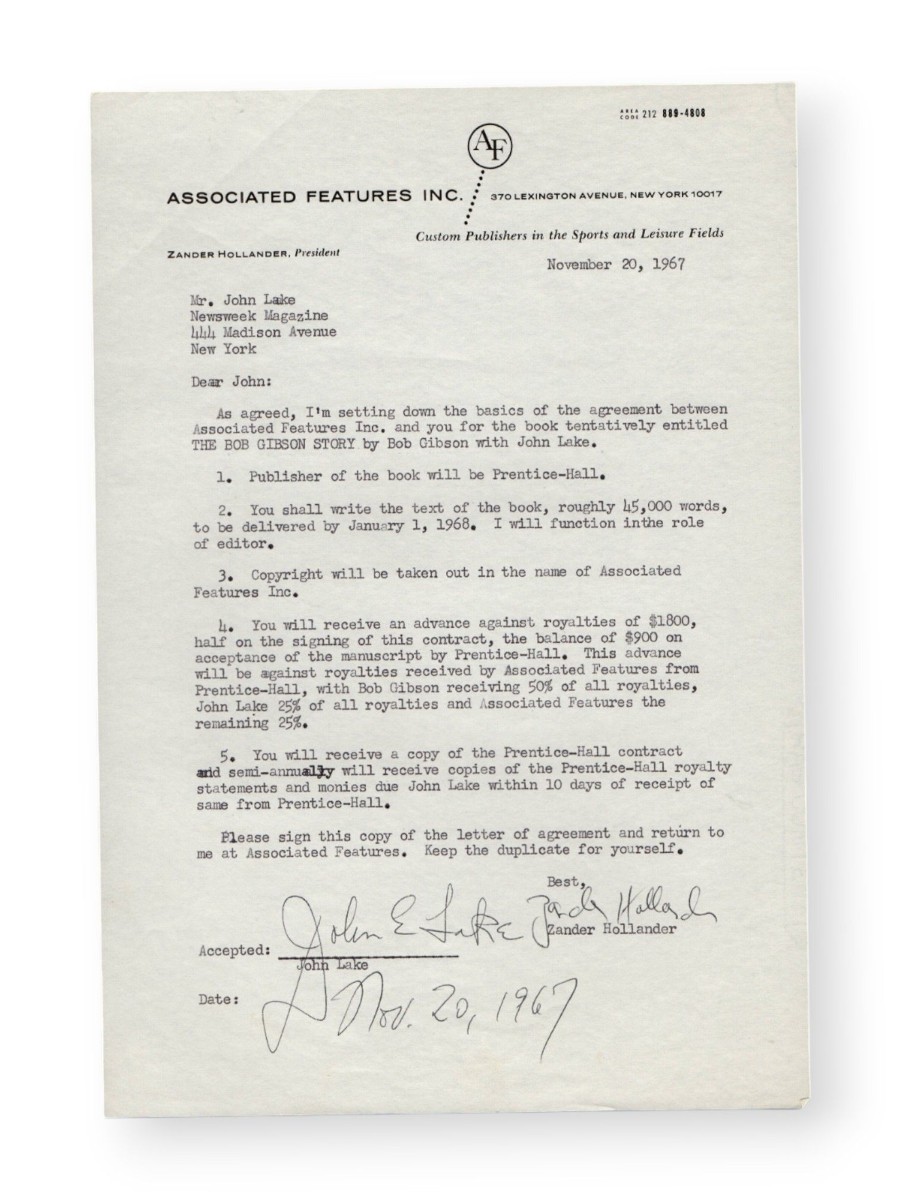 AREA CODE 212 889-4808
AF
ASSOCIATED FEATURES INC. 370 LEXINGTON AVENUE, NEW YORK 10017
Custom Publishers in the Sports and Leisure Fields
ZANDER HOLLANDER, President
November 20, 1967
Mr. John Lake
Newsweek Magazine
444 Madison Avenue
New York
Dear John:
As agreed, I'm setting down the basics of the agreement between
Associated Features Inc. and you for the book tentatively entitled
THE BOB GIBSON STORY by Bob Gibson with John Lake.
1. Publisher of the book will be Prentice-Hall.
2. You shall write the text of the book, roughly 45,000 words,
to be delivered by January 1, 1968. I will function inthe role
of editor.
3. Copyright will be taken out in the name of Associated
Features Inc.
4. You will receive an advance against royalties of $1800,
half on the signing of this contract, the balance of $900 on
acceptance of the manuscript by Prentice-Hall. This advance
will be against royalties received by Associated Features from
Prentice-Hall, with Bob Gibson receiving 50% of all royalties,
John Lake 25% of all royalties and Associated Features the
remaining 25%.
5. You will receive a copy of the Prentice-Hall contract
and semi-annually will receive copies of the Prentice-Hall royalty
statements and monies due John Lake within 10 days of receipt of
same from Prentice-Hall.
Please sign this copy of the letter of agreement and return to
me at Associated Features. Keep the duplicate for yourself.
Best,
Zander Hollander
Zander Hollander
Accepted: John E Lake
John Lake
Date: Nov. 20, 1967